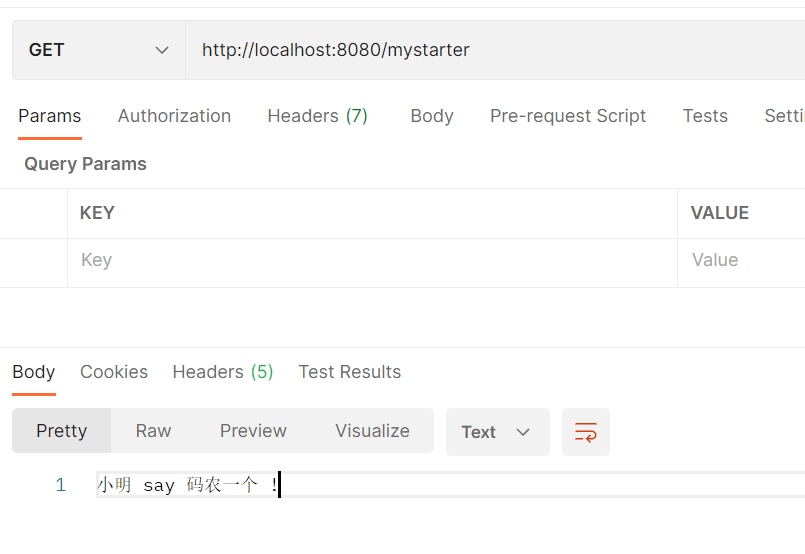 GET http://localhost:8080/mystarter
Params Authorization Headers (7) Body Pre-request Script Tests Setti
Query Params
KEY VALUE
Key Value
Body Cookies Headers (5) Test Results
Pretty Raw Preview Visualize Text
1 小明 say 码农一个 !